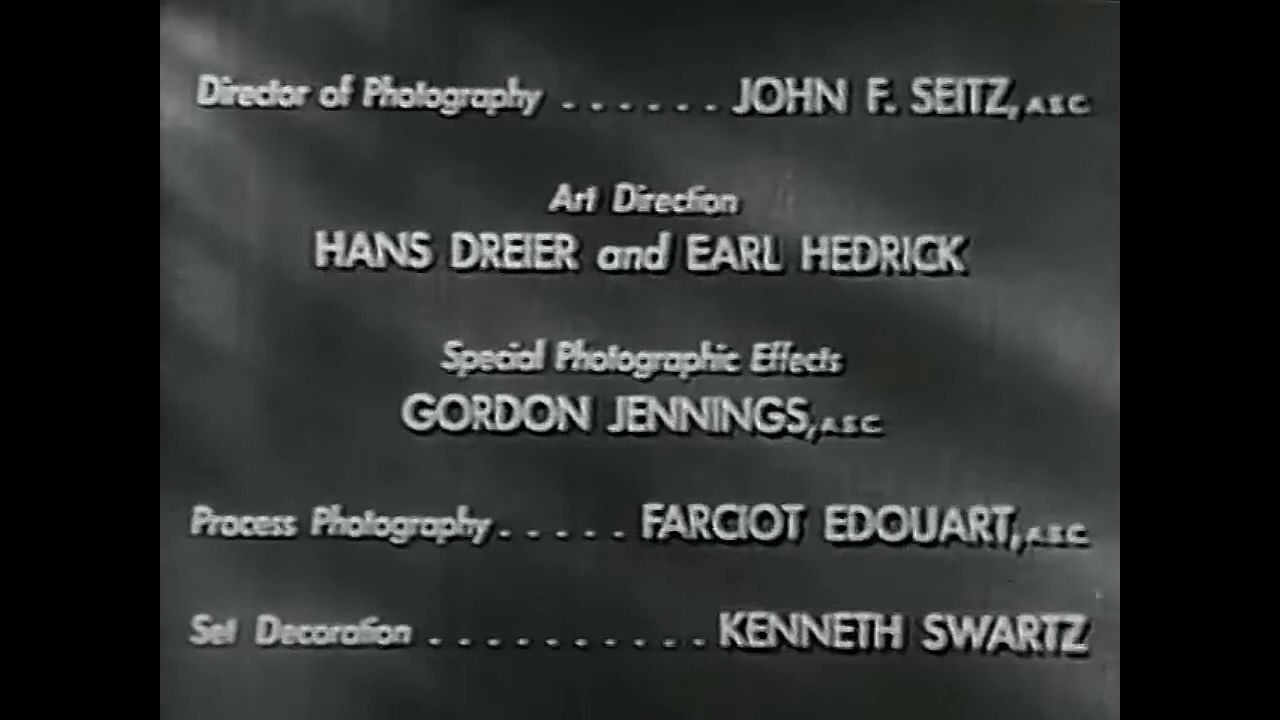 Director of Photography . . . . . . JOHN F. SEITZ, A.S.C.
Art Direction
HANS DREIER and EARL HEDRICK
Special Photographic Effects
GORDON JENNINGS, A.S.C.
Process Photography . . . . . FARCIOT EDOUART, A.S.C.
Set Decoration . . . . . . . . . . KENNETH SWARTZ